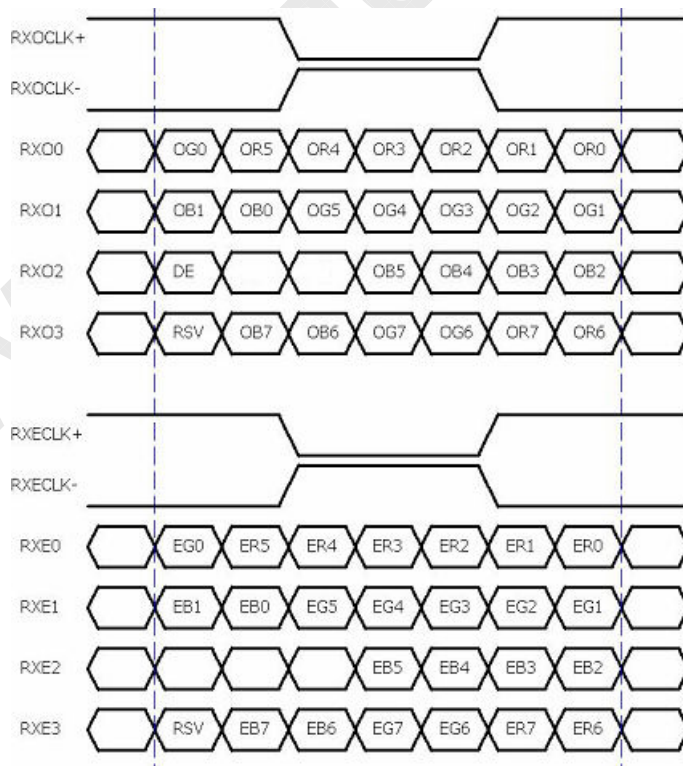 RXOCLK+
RXOCLK-
RXO0 OG0 OR5 OR4 OR3 OR2 OR1 OR0
RXO1 OB1 OB0 OG5 OG4 OG3 OG2 OG1
RXO2 DE OB5 OB4 OB3 OB2
RXO3 RSV OB7 OB6 OG7 OG6 OR7 OR6
RXECLK+
RXECLK-
RXE0 EG0 ER5 ER4 ER3 ER2 ER1 ER0
RXE1 EB1 EB0 EG5 EG4 EG3 EG2 EG1
RXE2 EB5 EB4 EB3 EB2
RXE3 RSV EB7 EB6 EG7 EG6 ER7 ER6